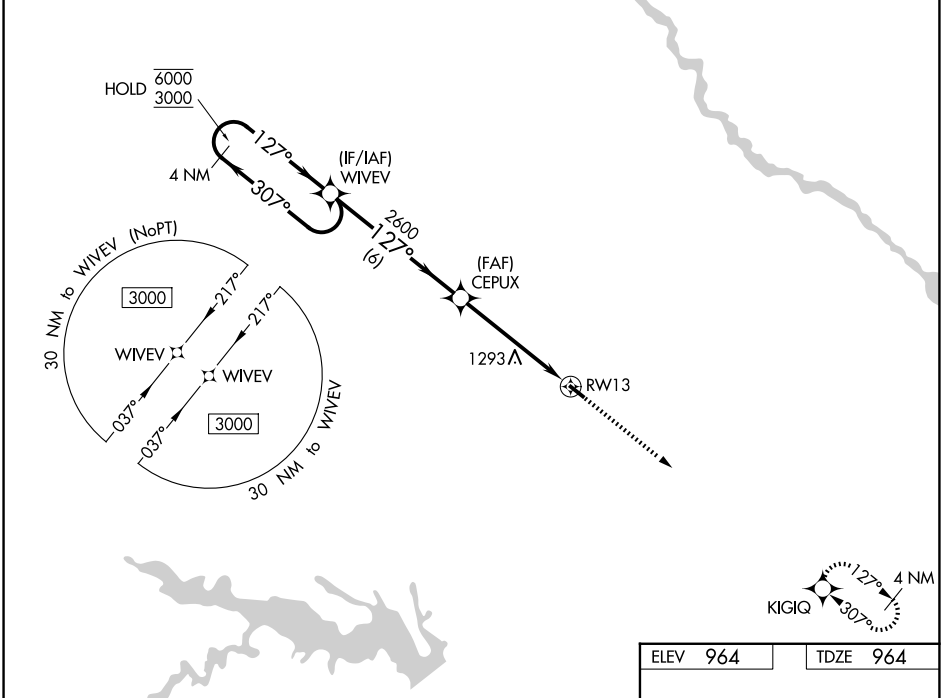 HOLD 6000
3000
4 NM
127°
307°
(IF/IAF)
WIVEV
2600
127°
(6)
(FAF)
CEPUX
1293
RW13
30 NM to WIVEV (NoPT)
3000
217°
217°
WIVEV
WIVEV
037°
037°
3000
30 NM to WIVEV
127°
4 NM
307°
KIGIQ
ELEV 964
TDZE 964